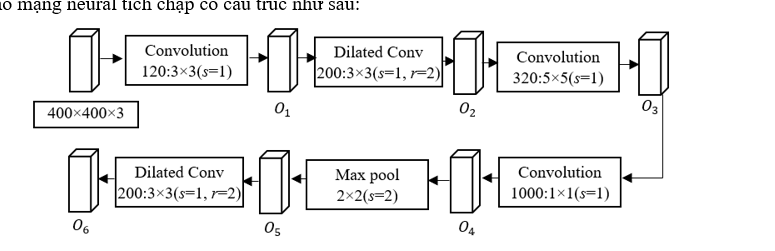 mạng neural tích chập có cấu trúc như sau:
Convolution
120:3×3(s=1)
Dilated Conv
200:3×3(s=1, r=2)
Convolution
320:5×5(s=1)
400×400×3
O₁
O₂
O₃
Dilated Conv
200:3×3(s=1, r=2)
Max pool
2×2(s=2)
Convolution
1000:1×1(s=1)
O₆
O₅
O₄